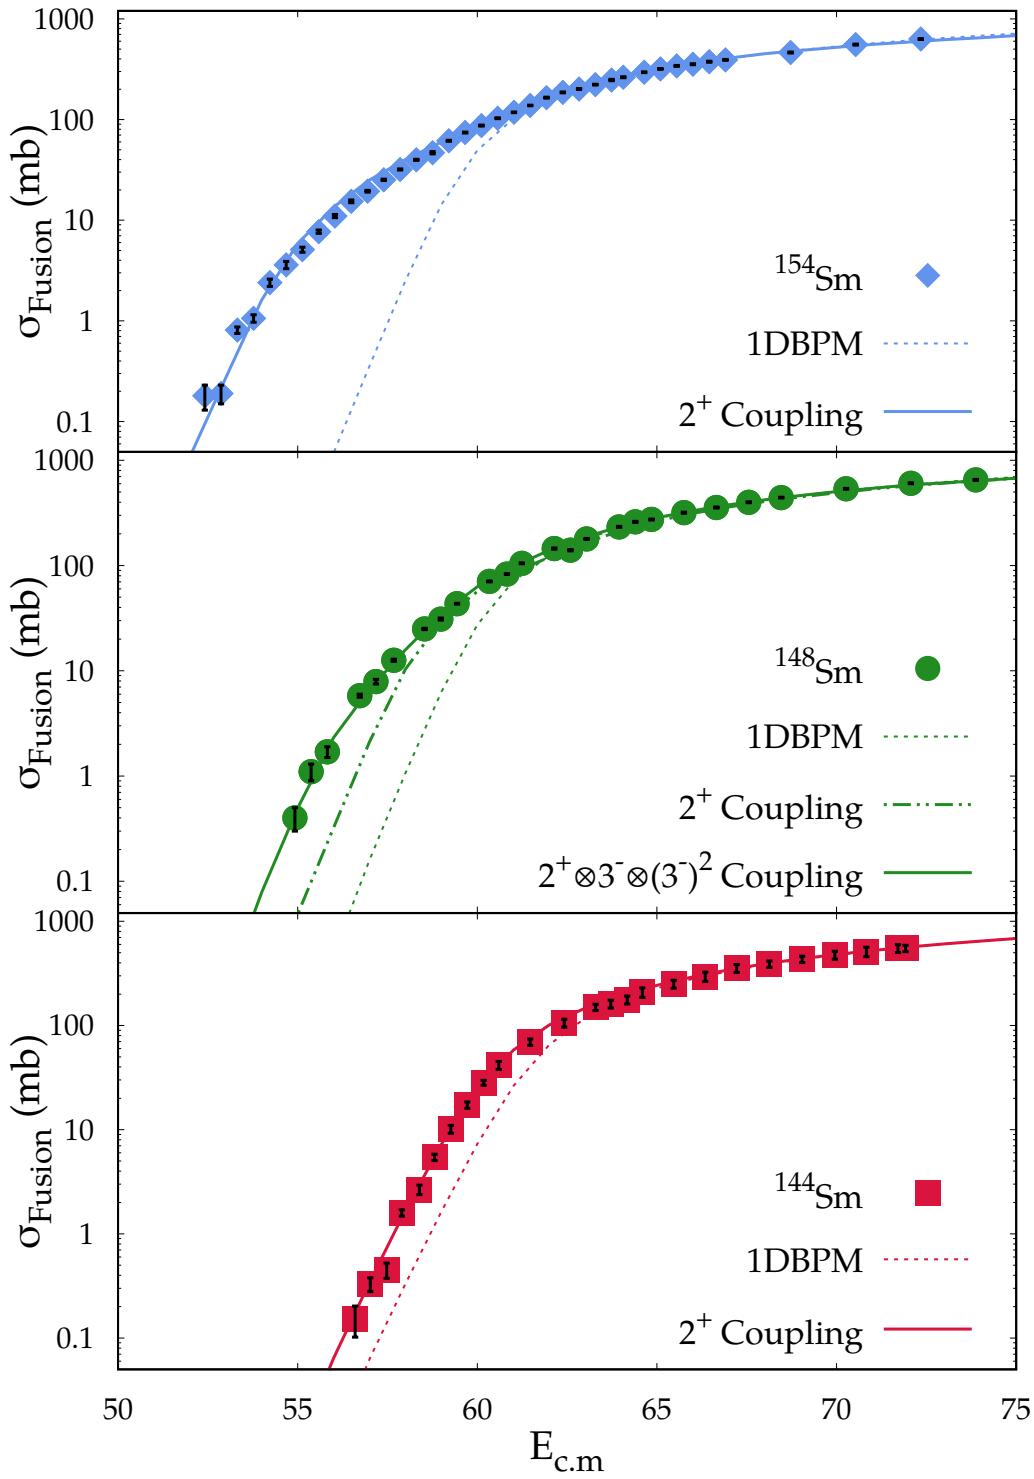 1000
100
10
1
0.1
σFusion (mb)
154Sm
1DBPM
2+ Coupling
1000
100
10
1
0.1
σFusion (mb)
148Sm
1DBPM
2+ Coupling
2+⊗3-⊗(3-)2 Coupling
1000
100
10
1
0.1
σFusion (mb)
144Sm
1DBPM
2+ Coupling
50 55 60 65 70 75
Ec.m